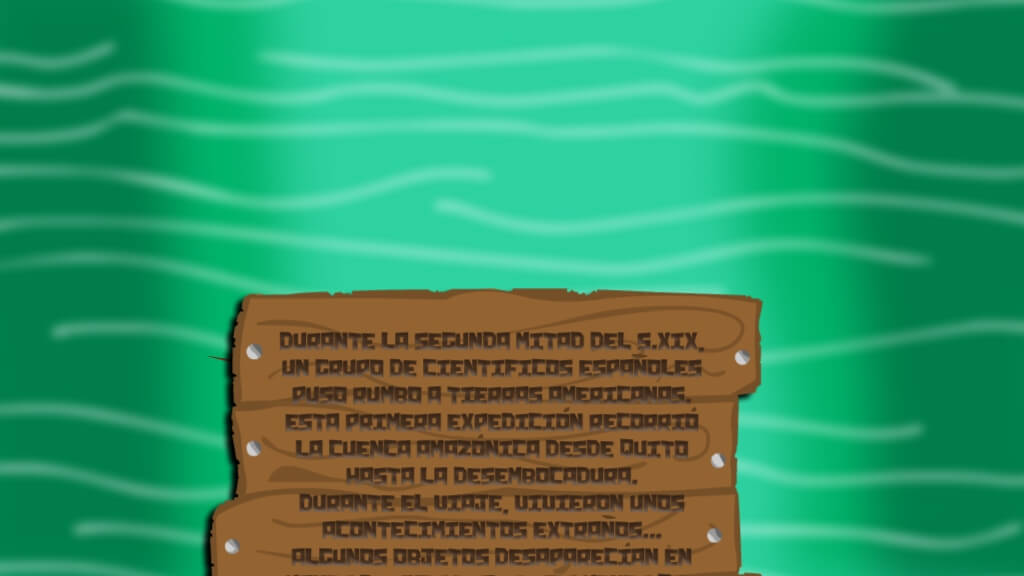 DURANTE LA SEGUNDA MITAD DEL S.XIX,
UN GRUPO DE CIENTIFICOS ESPAÑOLES
PUSO RUMBO A TIERRAS AMERICANAS.
ESTA PRIMERA EXPEDICIÓN RECORRIÓ
LA CUENCA AMAZÓNICA DESDE QUITO
HASTA LA DESEMBOCADURA.
DURANTE EL VIAJE, VIVIERON UNOS
ACONTECIMIENTOS EXTRAÑOS...
ALGUNOS OBJETOS DESAPARECÍAN EN